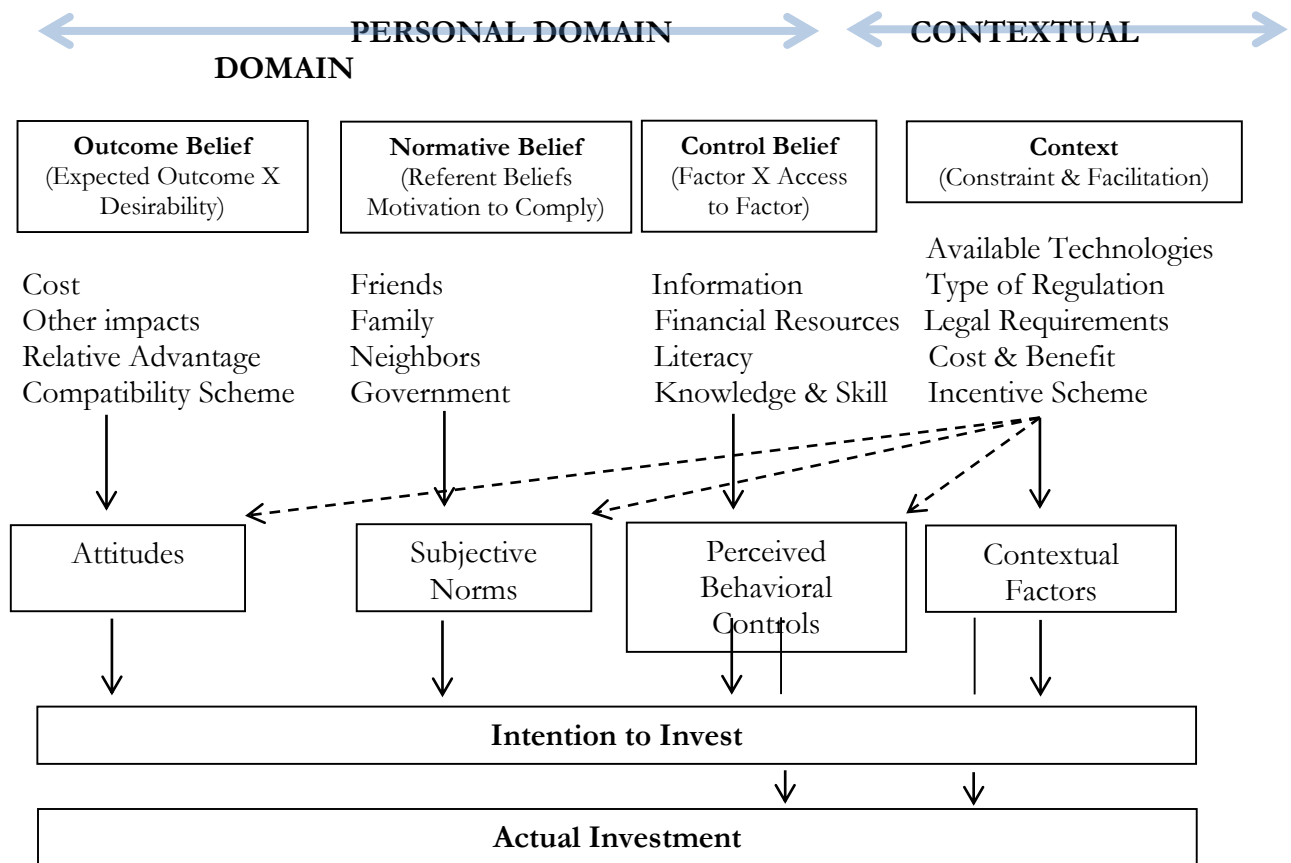 PERSONAL DOMAIN
CONTEXTUAL
DOMAIN
Outcome Belief
(Expected Outcome X
Desirability)
Normative Belief
(Referent Beliefs
Motivation to Comply)
Control Belief
(Factor X Access
to Factor)
Context
(Constraint & Facilitation)
Cost
Other impacts
Relative Advantage
Compatibility Scheme
Friends
Family
Neighbors
Government
Information
Financial Resources
Literacy
Knowledge & Skill
Available Technologies
Type of Regulation
Legal Requirements
Cost & Benefit
Incentive Scheme
Attitudes
Subjective
Norms
Perceived
Behavioral
Controls
Contextual
Factors
Intention to Invest
Actual Investment